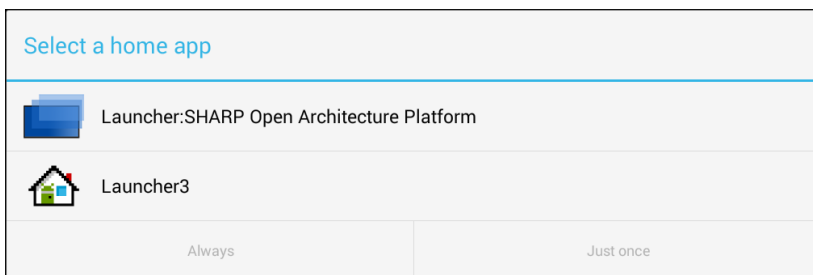 Select a home app
Launcher:SHARP Open Architecture Platform
Launcher3
Always
Just once